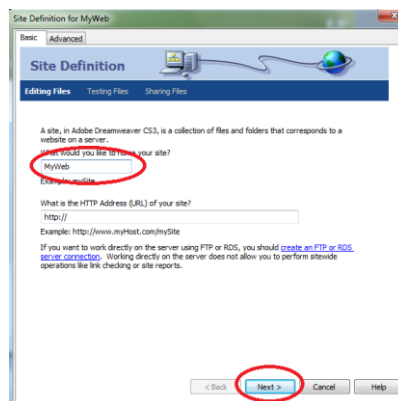 Site Definition for MyWeb
Basic Advanced
Site Definition
Editing Files Testing Files Sharing Files
A site, in Adobe Dreamweaver CS3, is a collection of files and folders that corresponds to a
website on a server.
What would you like to name your site?
MyWeb
Example: mySite
What is the HTTP Address (URL) of your site?
http://
Example: http://www.myHost.com/mySite
If you want to work directly on the server using FTP or RDS, you should create an FTP or RDS
server connection. Working directly on the server does not allow you to perform sitewide
operations like link checking or site reports.
< Back Next > Cancel Help